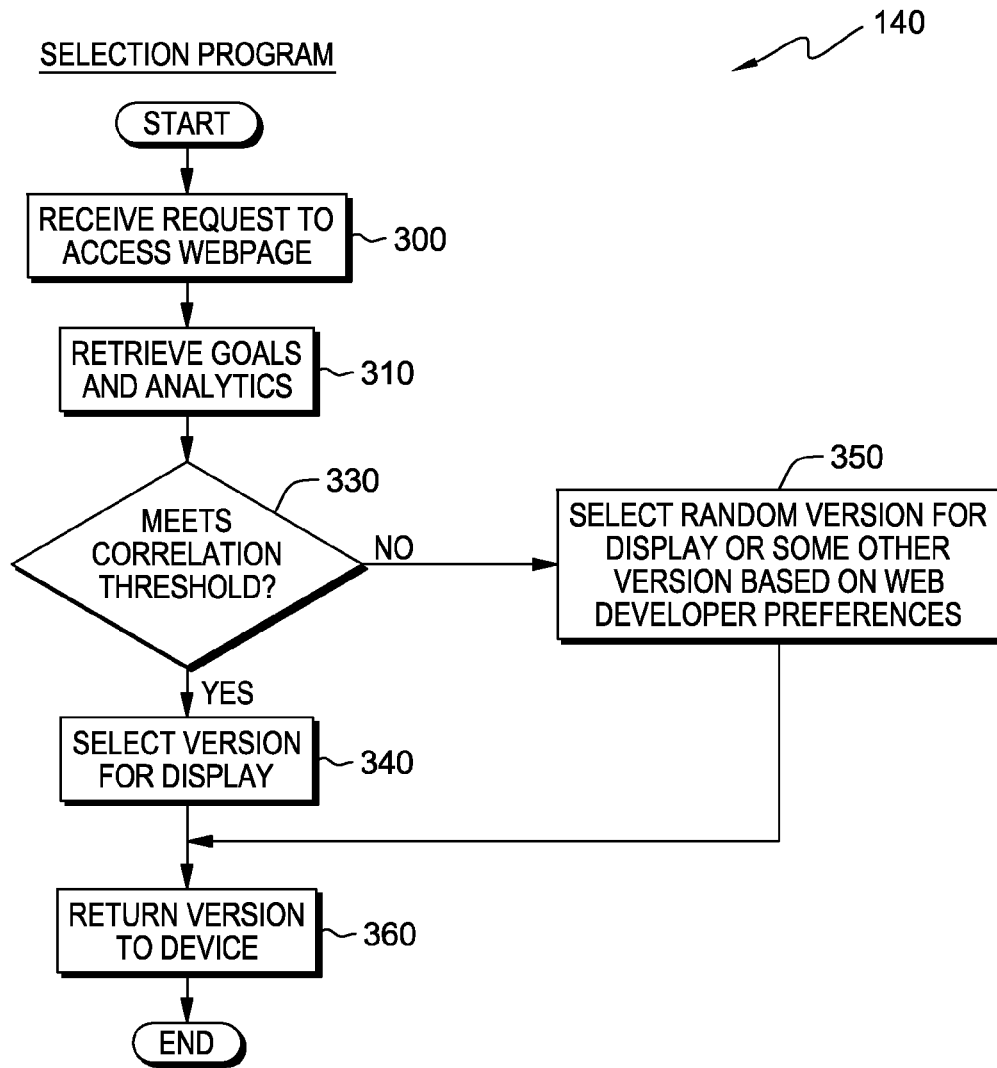 140
SELECTION PROGRAM
START
RECEIVE REQUEST TO
ACCESS WEBPAGE
300
RETRIEVE GOALS
AND ANALYTICS
310
330
MEETS
CORRELATION
THRESHOLD?
NO
350
SELECT RANDOM VERSION FOR
DISPLAY OR SOME OTHER
VERSION BASED ON WEB
DEVELOPER PREFERENCES
YES
SELECT VERSION
FOR DISPLAY
340
RETURN VERSION
TO DEVICE
360
END